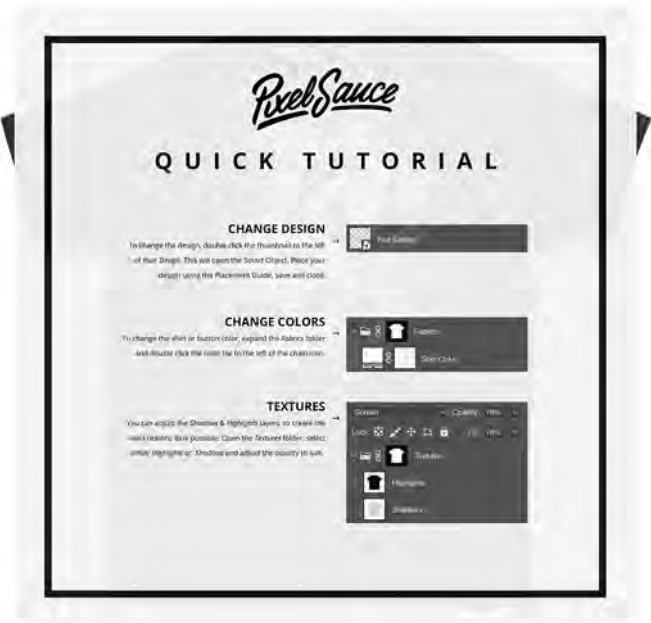 PixelSauce
QUICK TUTORIAL
CHANGE DESIGN
To change the design, double click the thumbnail to the left
of Your Design. This will open the Smart Object. Place your
design using the Placement Guide, save and close.
Your Design
CHANGE COLORS
To change the shirt or button color, expand the Fabrics folder
and double click the color tile to the left of the chain icon.
Shirt Color
TEXTURES
You can adjust the Shadows & Highlights layers, to create the
most realistic look possible. Open the Textures folder, select
either Highlights or Shadows and adjust the opacity to suit.
Screen
Opacity: 70%
Lock:
Textures
Highlights
Shadows